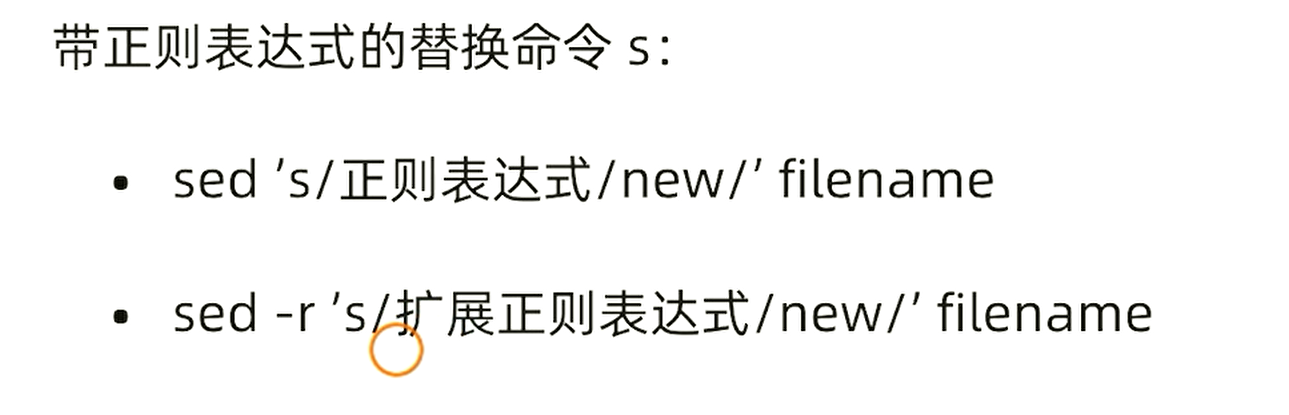 带正则表达式的替换命令 s：
• sed ’s/正则表达式/new/’ filename
• sed -r ’s/扩展正则表达式/new/’ filename